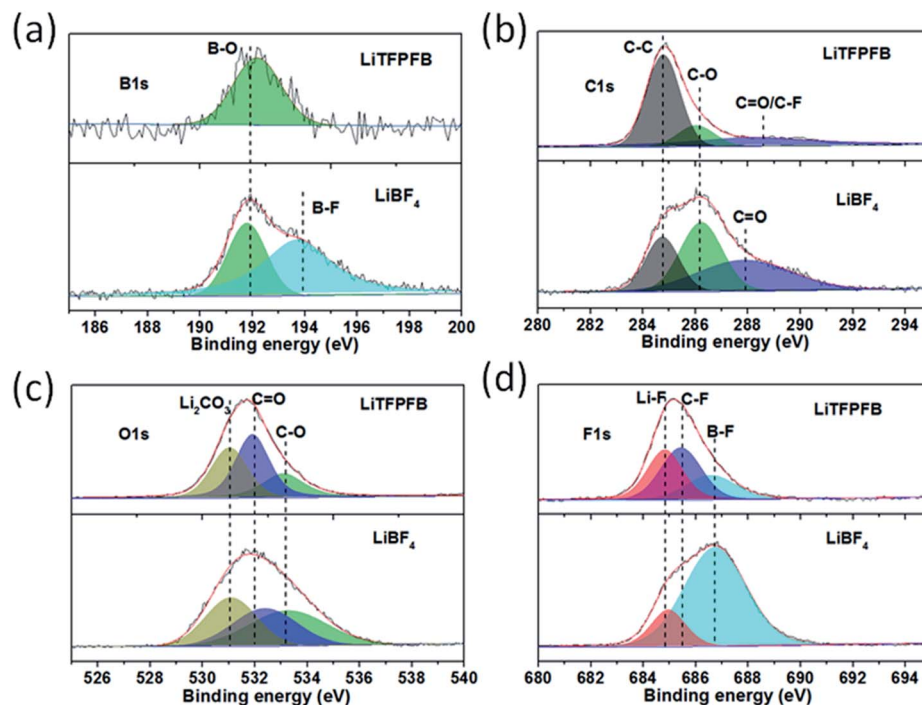 (a)
B-O
LiTFPFB
B1s
LiBF4
B-F
186 188 190 192 194 196 198 200
Binding energy (eV)
(b)
C-C
LiTFPFB
C-O
C1s
C=O/C-F
LiBF4
C=O
280 282 284 286 288 290 292 294
Binding energy (eV)
(c)
Li2CO3
C=O
LiTFPFB
O1s
C-O
LiBF4
526 528 530 532 534 536 538 540
Binding energy (eV)
(d)
Li-F
C-F
LiTFPFB
F1s
B-F
LiBF4
680 682 684 686 688 690 692 694
Binding energy (eV)